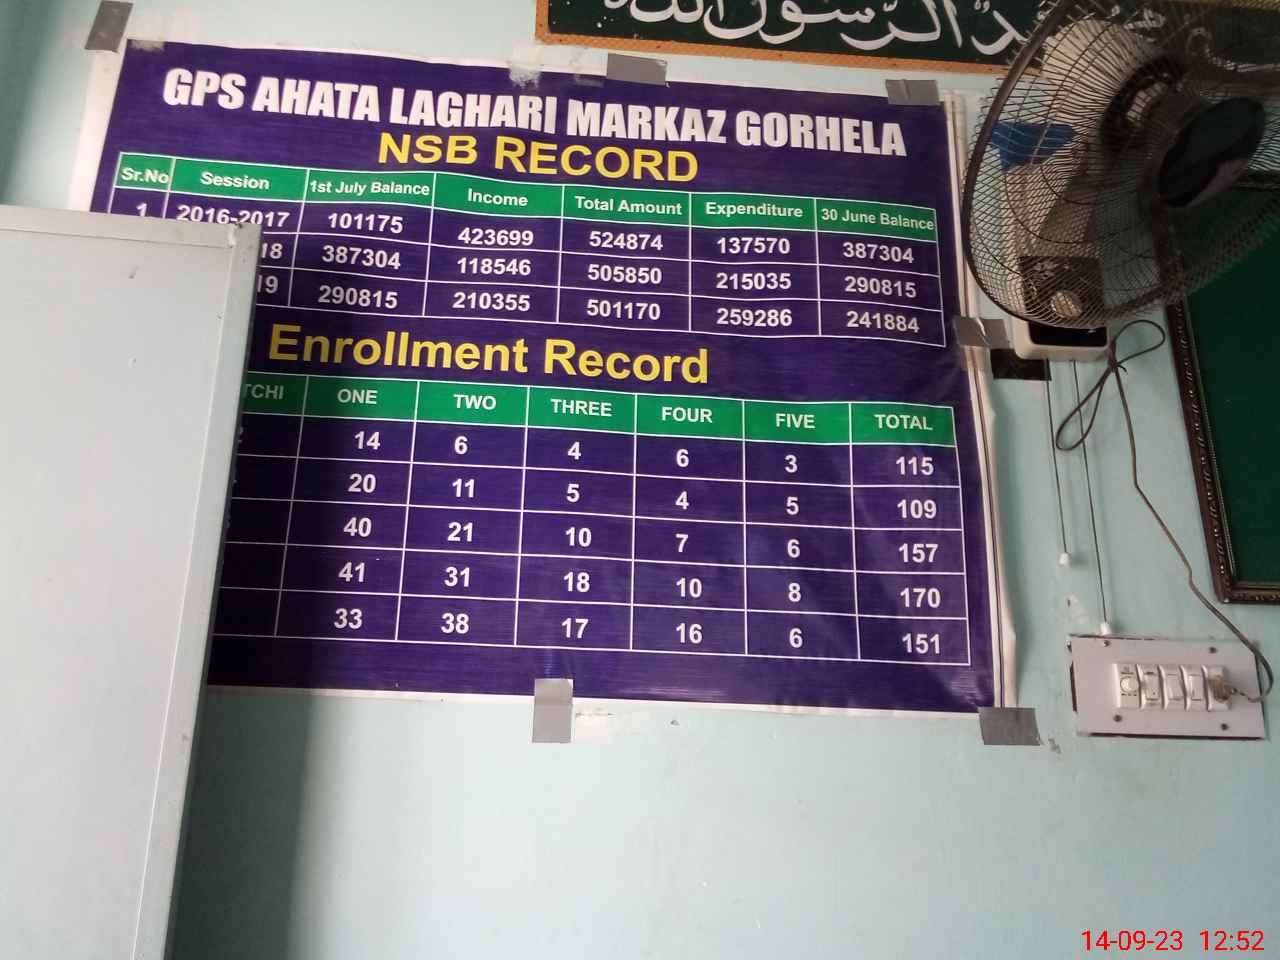 د الرسول الله
GPS AHATA LAGHARI MARKAZ GORHELA
NSB RECORD
Sr.No Session 1st July Balance Income Total Amount Expenditure 30 June Balance
1 2016-2017 101175 423699 524874 137570 387304
18 387304 118546 505850 215035 290815
19 290815 210355 501170 259286 241884
Enrollment Record
TCHI ONE TWO THREE FOUR FIVE TOTAL
14 6 4 6 3 115
20 11 5 4 5 109
40 21 10 7 6 157
41 31 18 10 8 170
33 38 17 16 6 151
14-09-23 12:52